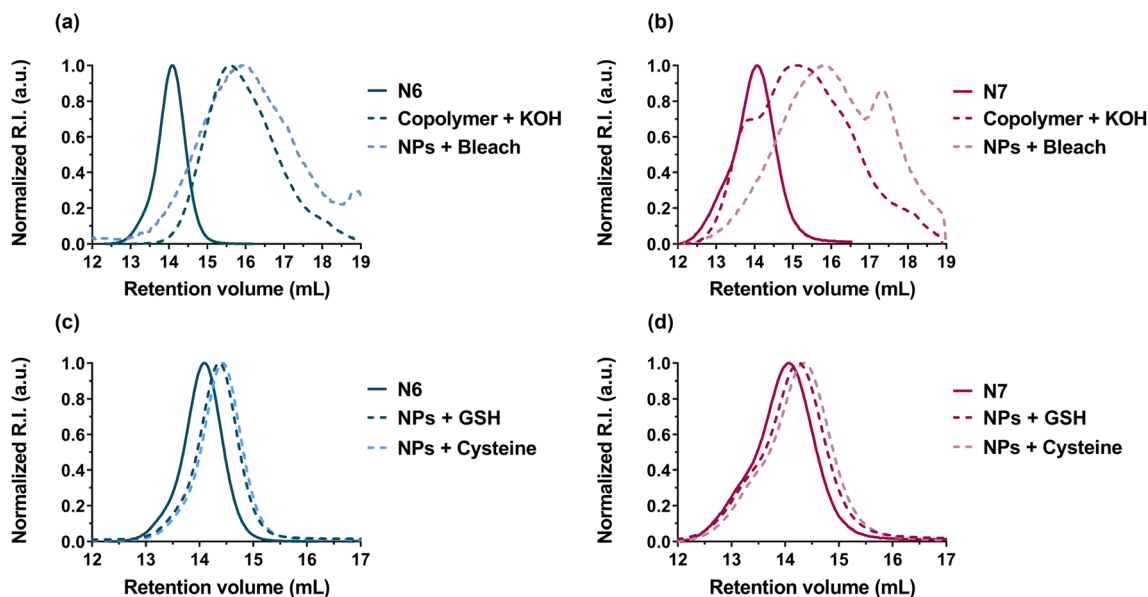 (a)
Normalized R.I. (a.u.)
1.0
0.8
0.6
0.4
0.2
0.0
12 13 14 15 16 17 18 19
Retention volume (mL)
N6
Copolymer + KOH
NPs + Bleach
(b)
Normalized R.I. (a.u.)
1.0
0.8
0.6
0.4
0.2
0.0
12 13 14 15 16 17 18 19
Retention volume (mL)
N7
Copolymer + KOH
NPs + Bleach
(c)
Normalized R.I. (a.u.)
1.0
0.8
0.6
0.4
0.2
0.0
12 13 14 15 16 17
Retention volume (mL)
N6
NPs + GSH
NPs + Cysteine
(d)
Normalized R.I. (a.u.)
1.0
0.8
0.6
0.4
0.2
0.0
12 13 14 15 16 17
Retention volume (mL)
N7
NPs + GSH
NPs + Cysteine